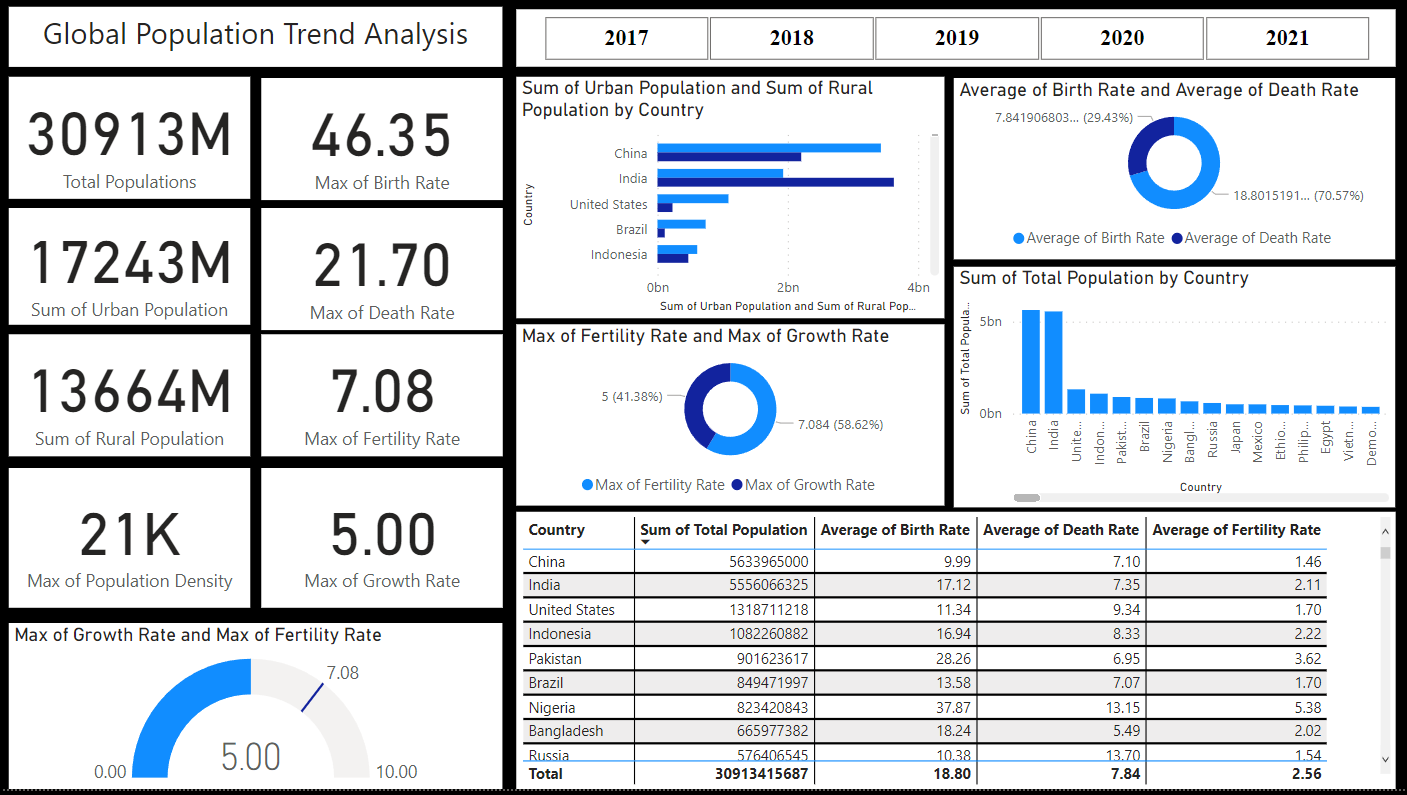 Global Population Trend Analysis
2017 2018 2019 2020 2021
30913M
Total Populations
46.35
Max of Birth Rate
17243M
Sum of Urban Population
21.70
Max of Death Rate
13664M
Sum of Rural Population
7.08
Max of Fertility Rate
21K
Max of Population Density
5.00
Max of Growth Rate
Max of Growth Rate and Max of Fertility Rate
7.08
5.00
0.00
10.00
Sum of Urban Population and Sum of Rural
Population by Country
Country
China
India
United States
Brazil
Indonesia
0bn 2bn 4bn
Sum of Urban Population and Sum of Rural Pop...
Max of Fertility Rate and Max of Growth Rate
5 (41.38%)
7.084 (58.62%)
Max of Fertility Rate Max of Growth Rate
Average of Birth Rate and Average of Death Rate
7.841906803... (29.43%)
18.8015191... (70.57%)
Average of Birth Rate Average of Death Rate
Sum of Total Population by Country
Sum of Total Popula...
5bn
0bn
China India Unite... Indon... Pakist... Brazil Nigeria Bangl... Russia Japan Mexico Ethio... Philip... Egypt Vietn... Demo...
Country
Country Sum of Total Population Average of Birth Rate Average of Death Rate Average of Fertility Rate
China 5633965000 9.99 7.10 1.46
India 5556066325 17.12 7.35 2.11
United States 1318711218 11.34 9.34 1.70
Indonesia 1082260882 16.94 8.33 2.22
Pakistan 901623617 28.26 6.95 3.62
Brazil 849471997 13.58 7.07 1.70
Nigeria 823420843 37.87 13.15 5.38
Bangladesh 665977382 18.24 5.49 2.02
Russia 576406545 10.38 13.70 1.54
Total 30913415687 18.80 7.84 2.56